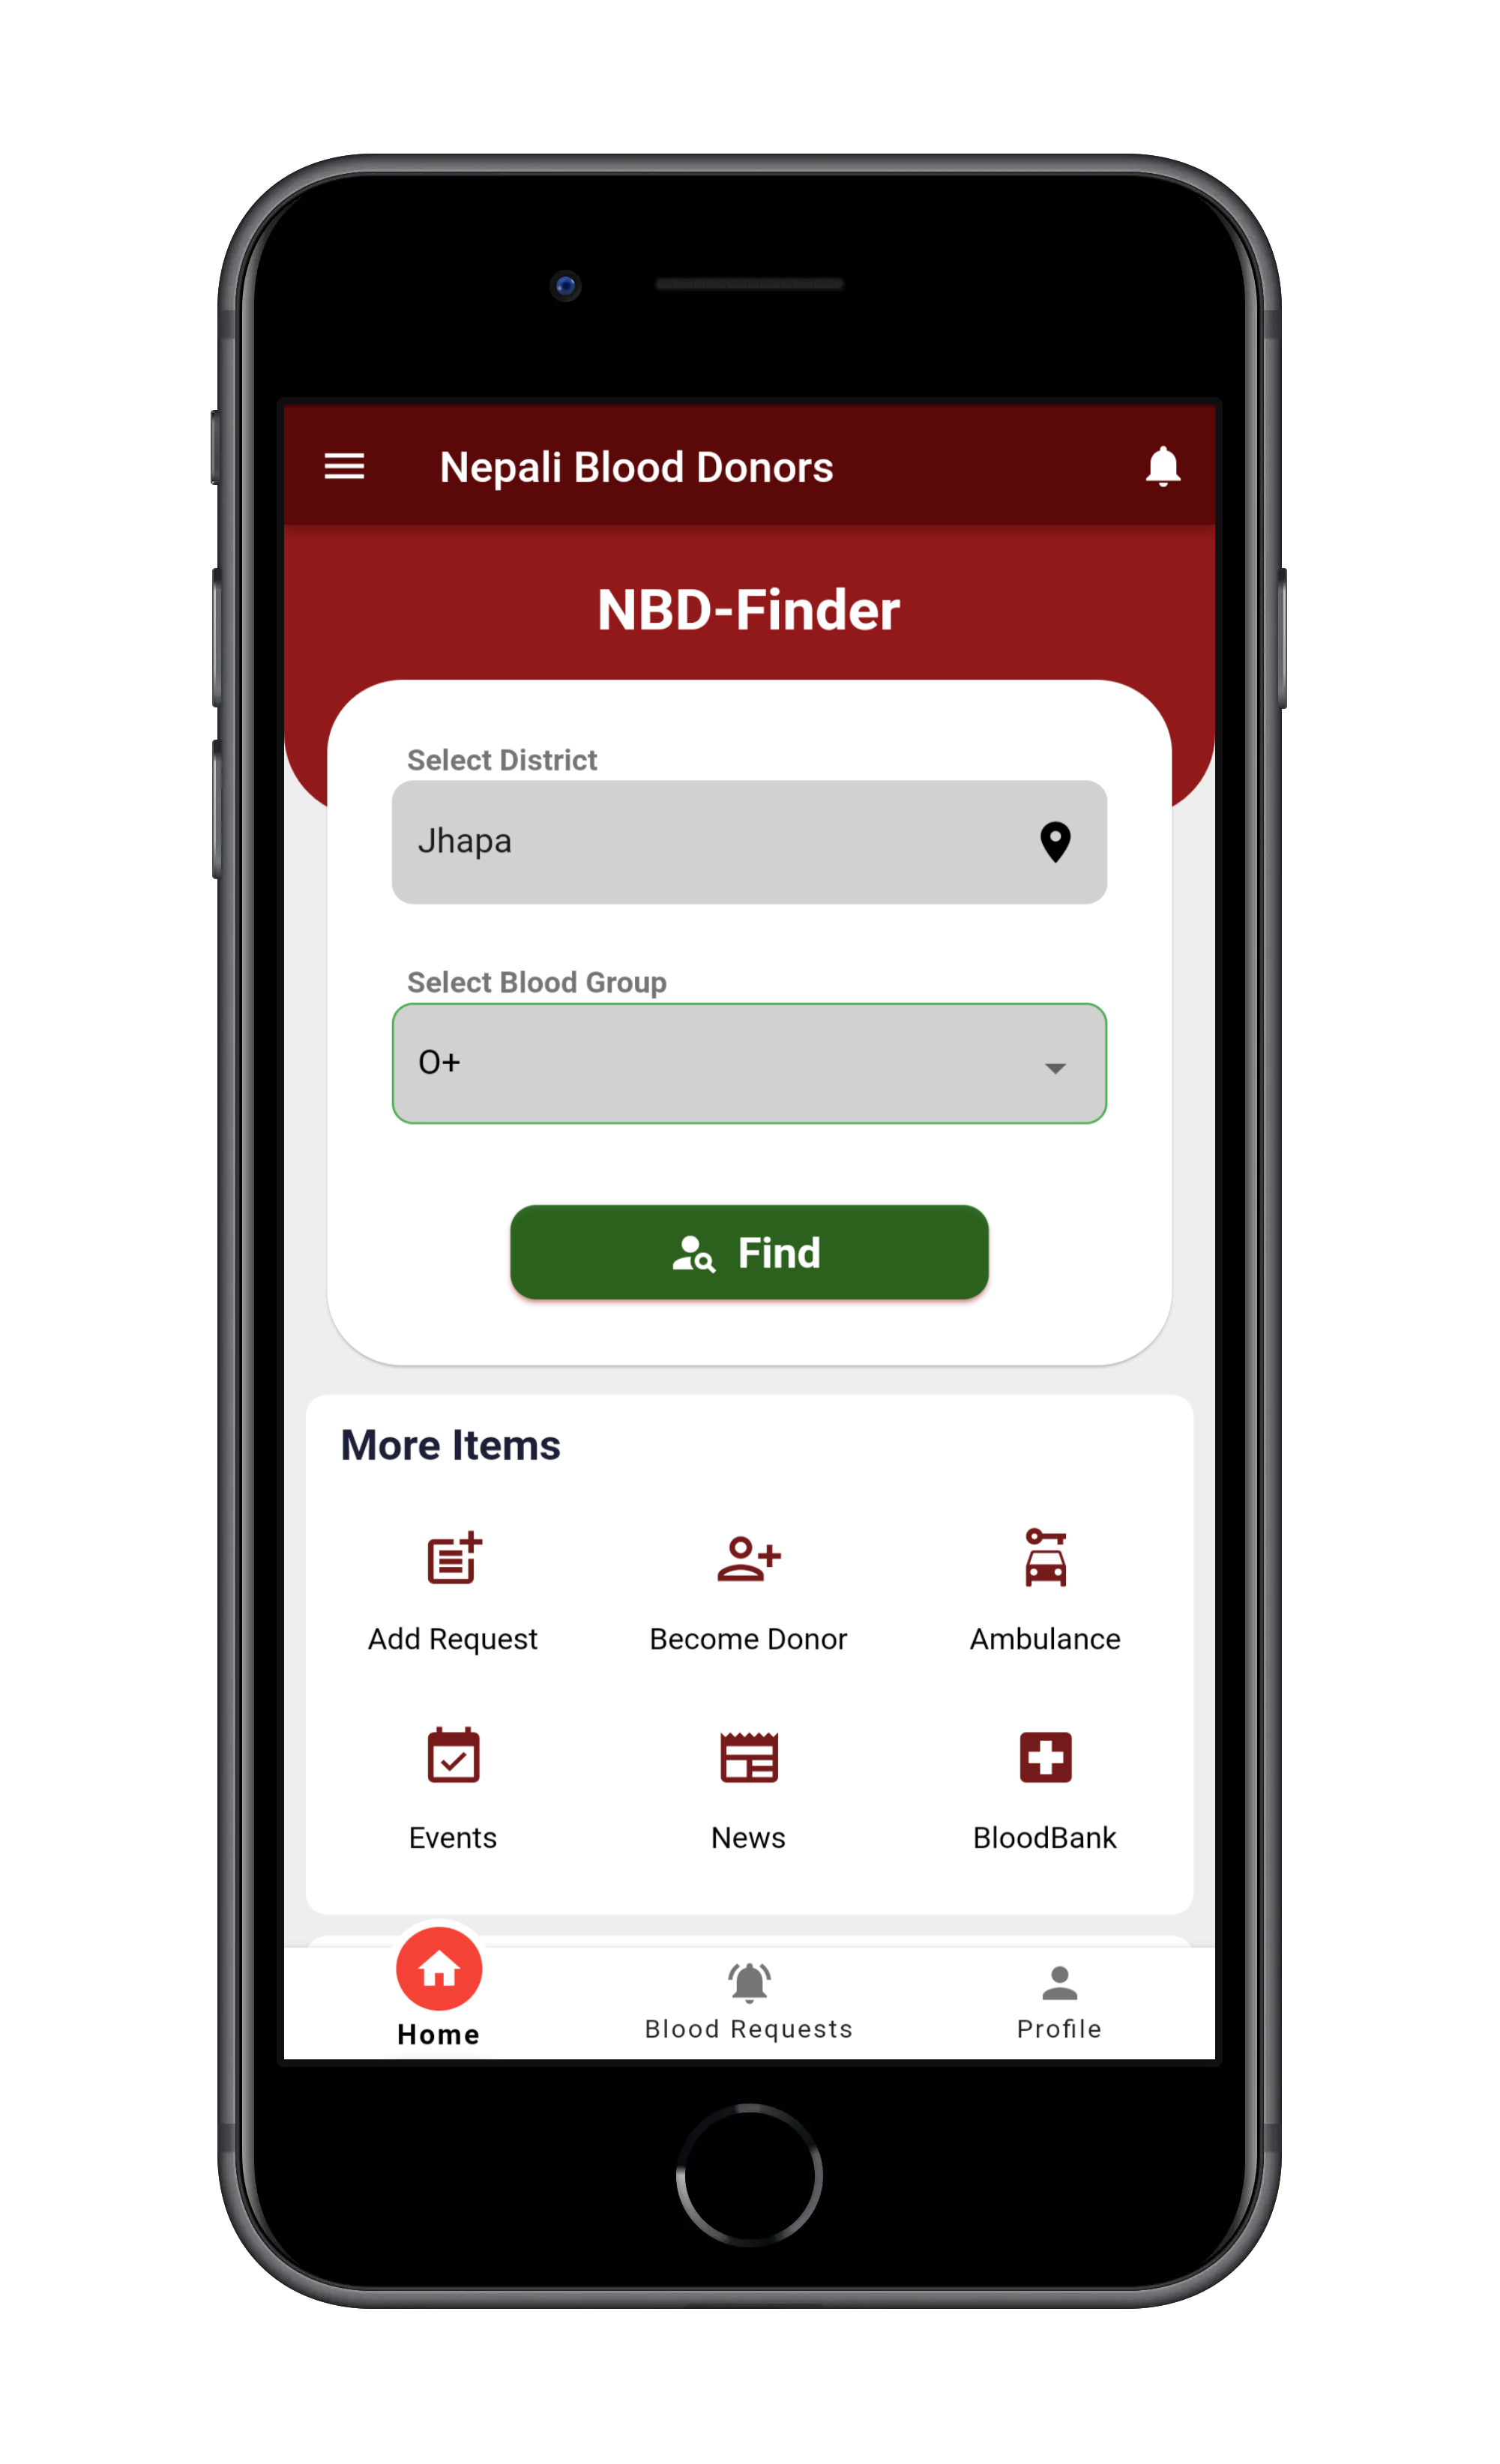 Nepali Blood Donors
NBD-Finder
Select District
Jhapa
Select Blood Group
O+
Find
More Items
Add Request
Become Donor
Ambulance
Events
News
BloodBank
Home
Blood Requests
Profile